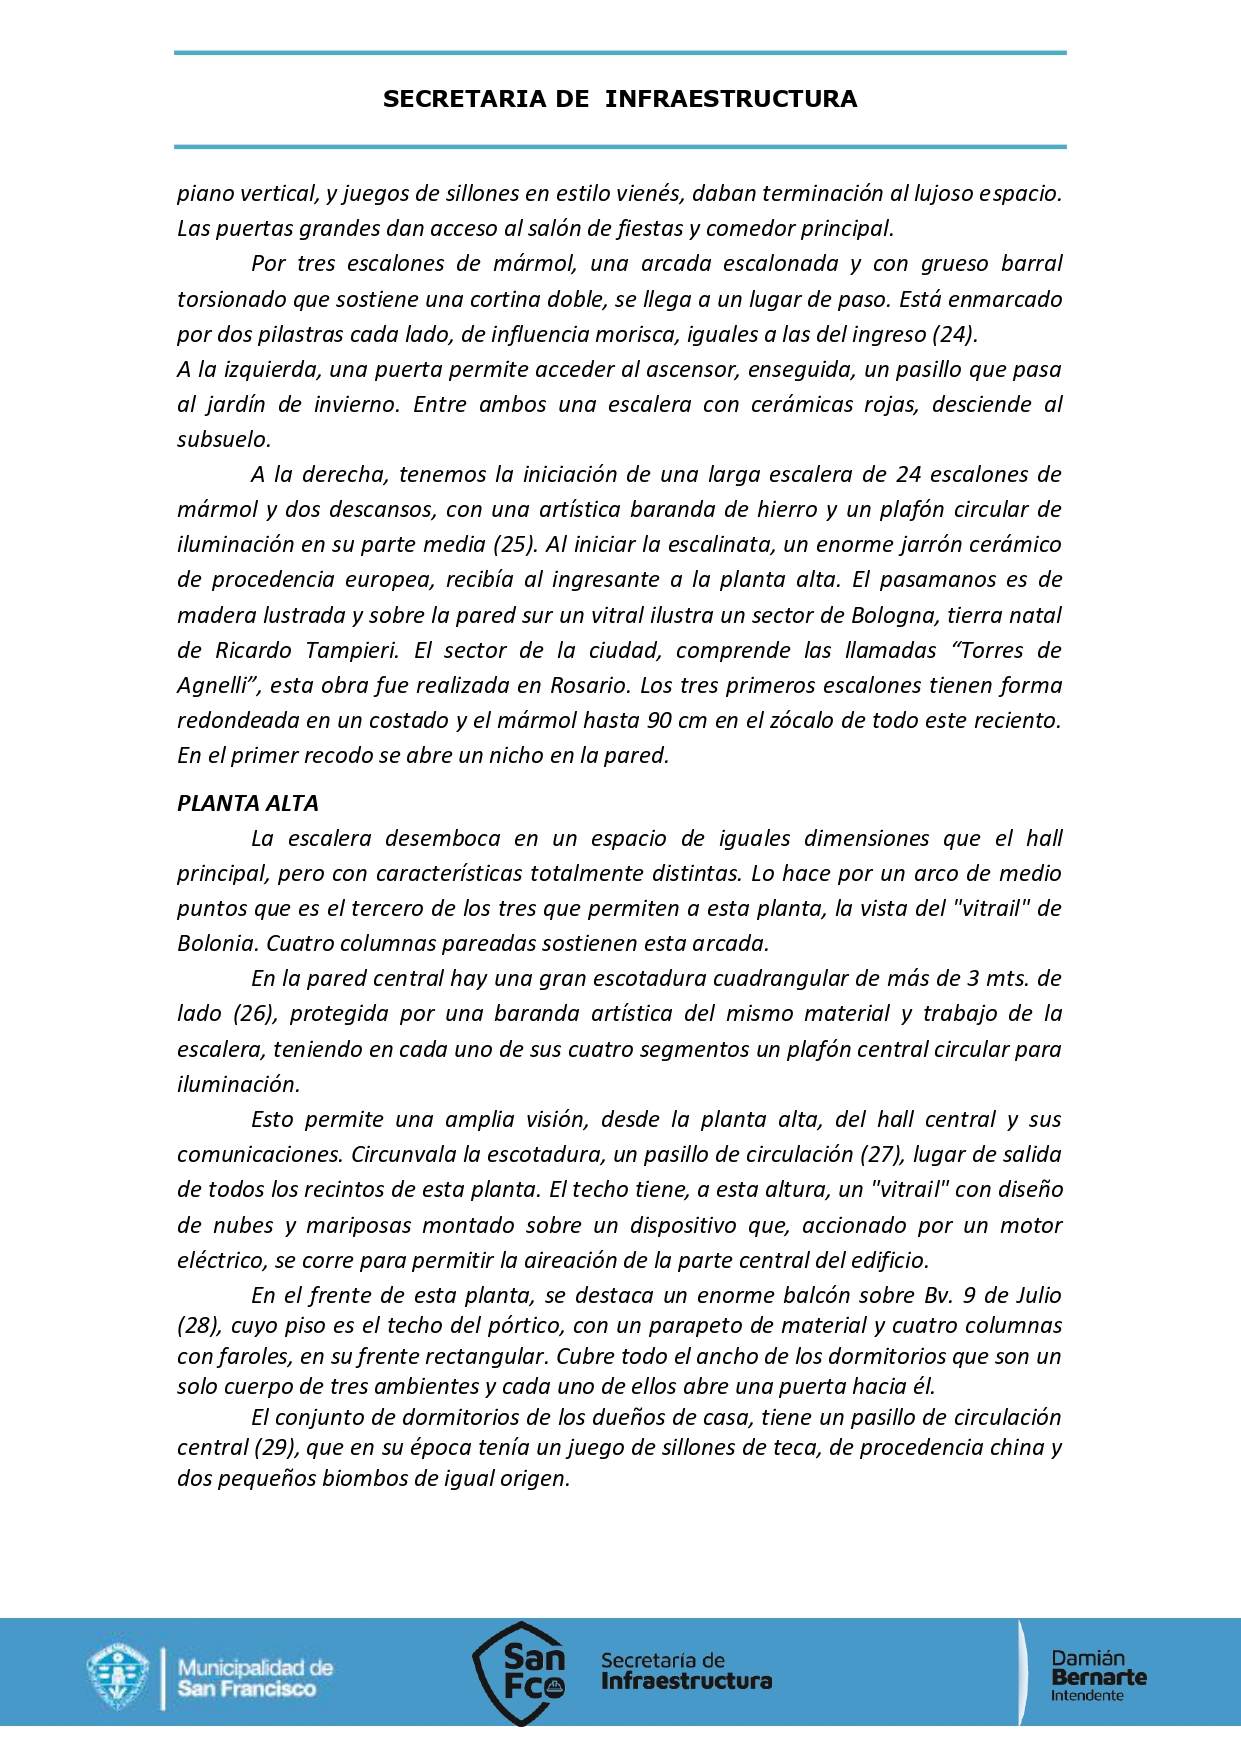 SECRETARIA DE  INFRAESTRUCTURA
piano vertical, y juegos de sillones en estilo vienés, daban terminación al lujoso espacio.
Las puertas grandes dan acceso al salón de fiestas y comedor principal.
Por tres escalones de mármol, una arcada escalonada y con grueso barral
torsionado que sostiene una cortina doble, se llega a un lugar de paso. Está enmarcado
por dos pilastras cada lado, de influencia morisca, iguales a las del ingreso (24).
A la izquierda, una puerta permite acceder al ascensor, enseguida, un pasillo que pasa
al jardín de invierno. Entre ambos una escalera con cerámicas rojas, desciende al
subsuelo.
A la derecha, tenemos la iniciación de una larga escalera de 24 escalones de
mármol y dos descansos, con una artística baranda de hierro y un plafón circular de
iluminación en su parte media (25). Al iniciar la escalinata, un enorme jarrón cerámico
de procedencia europea, recibía al ingresante a la planta alta. El pasamanos es de
madera lustrada y sobre la pared sur un vitral ilustra un sector de Bologna, tierra natal
de Ricardo Tampieri. El sector de la ciudad, comprende las llamadas “Torres de
Agnelli”, esta obra fue realizada en Rosario. Los tres primeros escalones tienen forma
redondeada en un costado y el mármol hasta 90 cm en el zócalo de todo este reciento.
En el primer recodo se abre un nicho en la pared.
PLANTA ALTA
La escalera desemboca en un espacio de iguales dimensiones que el hall
principal, pero con características totalmente distintas. Lo hace por un arco de medio
puntos que es el tercero de los tres que permiten a esta planta, la vista del "vitrail" de
Bolonia. Cuatro columnas pareadas sostienen esta arcada.
En la pared central hay una gran escotadura cuadrangular de más de 3 mts. de
lado (26), protegida por una baranda artística del mismo material y trabajo de la
escalera, teniendo en cada uno de sus cuatro segmentos un plafón central circular para
iluminación.
Esto permite una amplia visión, desde la planta alta, del hall central y sus
comunicaciones. Circunvala la escotadura, un pasillo de circulación (27), lugar de salida
de todos los recintos de esta planta. El techo tiene, a esta altura, un "vitrail" con diseño
de nubes y mariposas montado sobre un dispositivo que, accionado por un motor
eléctrico, se corre para permitir la aireación de la parte central del edificio.
En el frente de esta planta, se destaca un enorme balcón sobre Bv. 9 de Julio
(28), cuyo piso es el techo del pórtico, con un parapeto de material y cuatro columnas
con faroles, en su frente rectangular. Cubre todo el ancho de los dormitorios que son un
solo cuerpo de tres ambientes y cada uno de ellos abre una puerta hacia él.
El conjunto de dormitorios de los dueños de casa, tiene un pasillo de circulación
central (29), que en su época tenía un juego de sillones de teca, de procedencia china y
dos pequeños biombos de igual origen.
Municipalidad de
San Francisco
San
Fco
Secretaría de
Infraestructura
Damián
Bernarte
Intendente